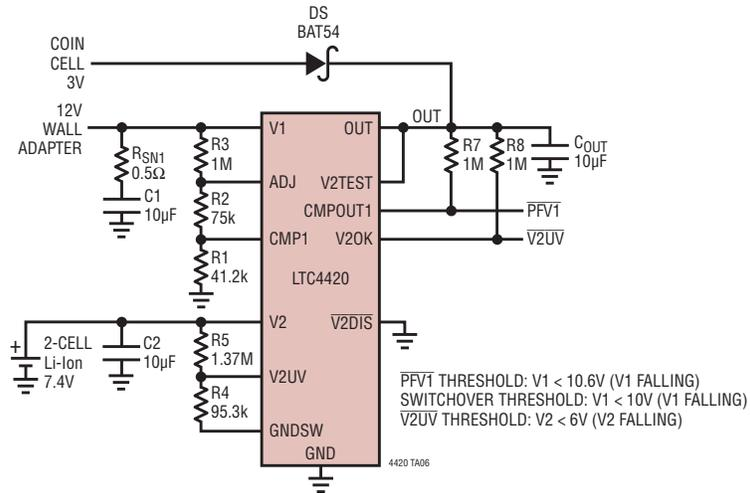 DS
BAT54
COIN
CELL
3V
12V
WALL
ADAPTER
RSN1
0.5Ω
C1
10µF
R3
1M
R2
75k
R1
41.2k
V1
ADJ
CMP1
OUT
V2TEST
CMPOUT1
V2OK
LTC4420
V2
V2UV
GNDSW
GND
V2DIS
OUT
R7
1M
R8
1M
COUT
10µF
PFV1
V2UV
+
2-CELL
Li-Ion
7.4V
C2
10µF
R5
1.37M
R4
95.3k
PFV1 THRESHOLD: V1 < 10.6V (V1 FALLING)
SWITCHOVER THRESHOLD: V1 < 10V (V1 FALLING)
V2UV THRESHOLD: V2 < 6V (V2 FALLING)
4420 TA06